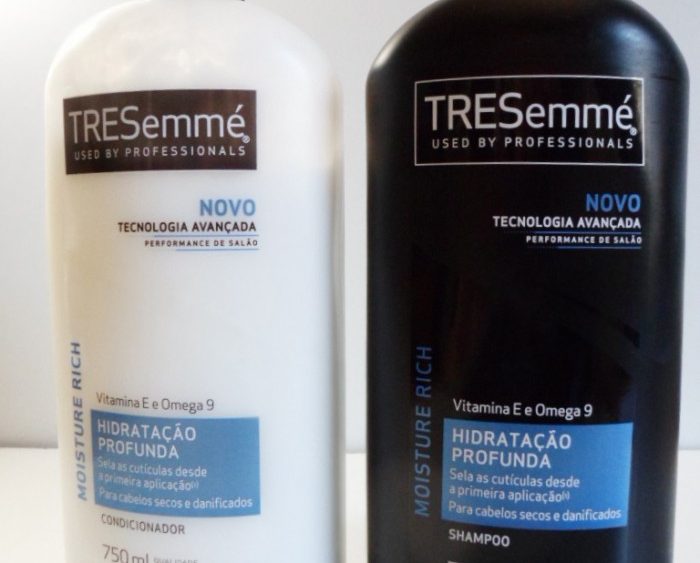 TRESemmé®
USED BY PROFESSIONALS
NOVO
TECNOLOGIA AVANÇADA
PERFORMANCE DE SALÃO
MOISTURE RICH
Vitamina E e Omega 9
HIDRATAÇÃO
PROFUNDA
Sela as cutículas desde
a primeira aplicação(1)
Para cabelos secos e danificados
CONDICIONADOR
750 ml
TRESemmé®
USED BY PROFESSIONALS
NOVO
TECNOLOGIA AVANÇADA
PERFORMANCE DE SALÃO
MOISTURE RICH
Vitamina E e Omega 9
HIDRATAÇÃO
PROFUNDA
Sela as cutículas desde
a primeira aplicação(1)
Para cabelos secos e danificados
SHAMPOO